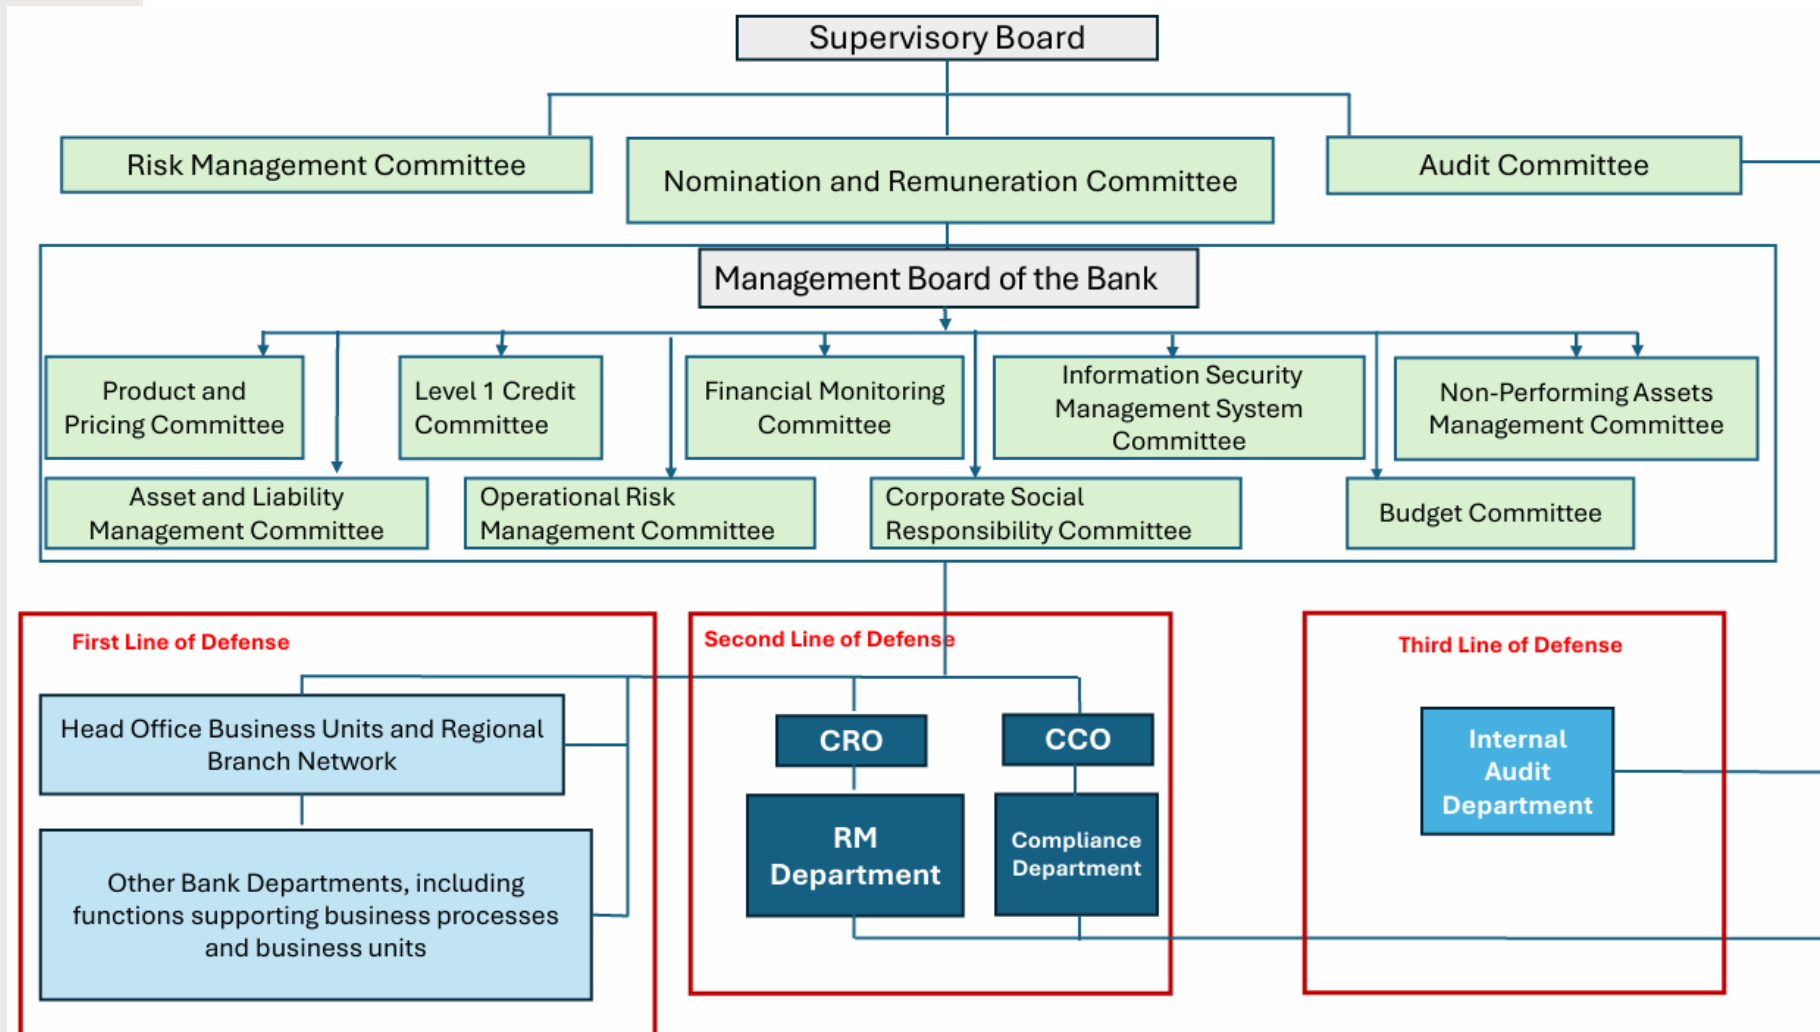 Supervisory Board
Risk Management Committee
Nomination and Remuneration Committee
Audit Committee
Management Board of the Bank
Product and
Pricing Committee
Level 1 Credit
Committee
Financial Monitoring
Committee
Information Security
Management System
Committee
Non-Performing Assets
Management Committee
Asset and Liability
Management Committee
Operational Risk
Management Committee
Corporate Social
Responsibility Committee
Budget Committee
First Line of Defense
Head Office Business Units and Regional
Branch Network
Other Bank Departments, including
functions supporting business processes
and business units
Second Line of Defense
CRO
CCO
RM
Department
Compliance
Department
Third Line of Defense
Internal
Audit
Department